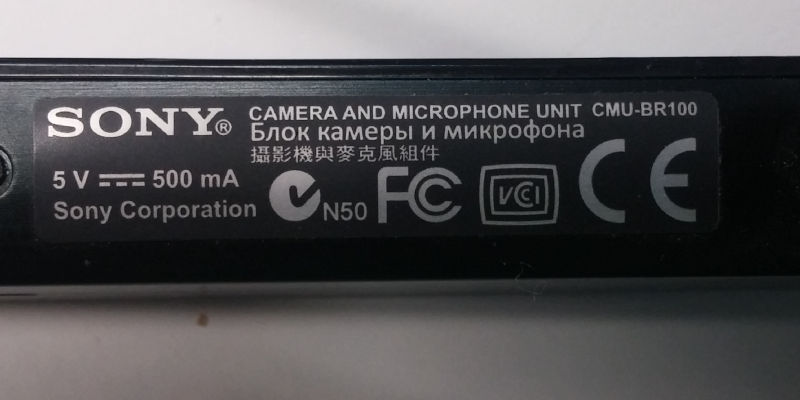 SONY® CAMERA AND MICROPHONE UNIT CMU-BR100
Блок камеры и микрофона
攝影機與麥克風組件
5 V ⎓ 500 mA
Sony Corporation
N50 FC VCI CE